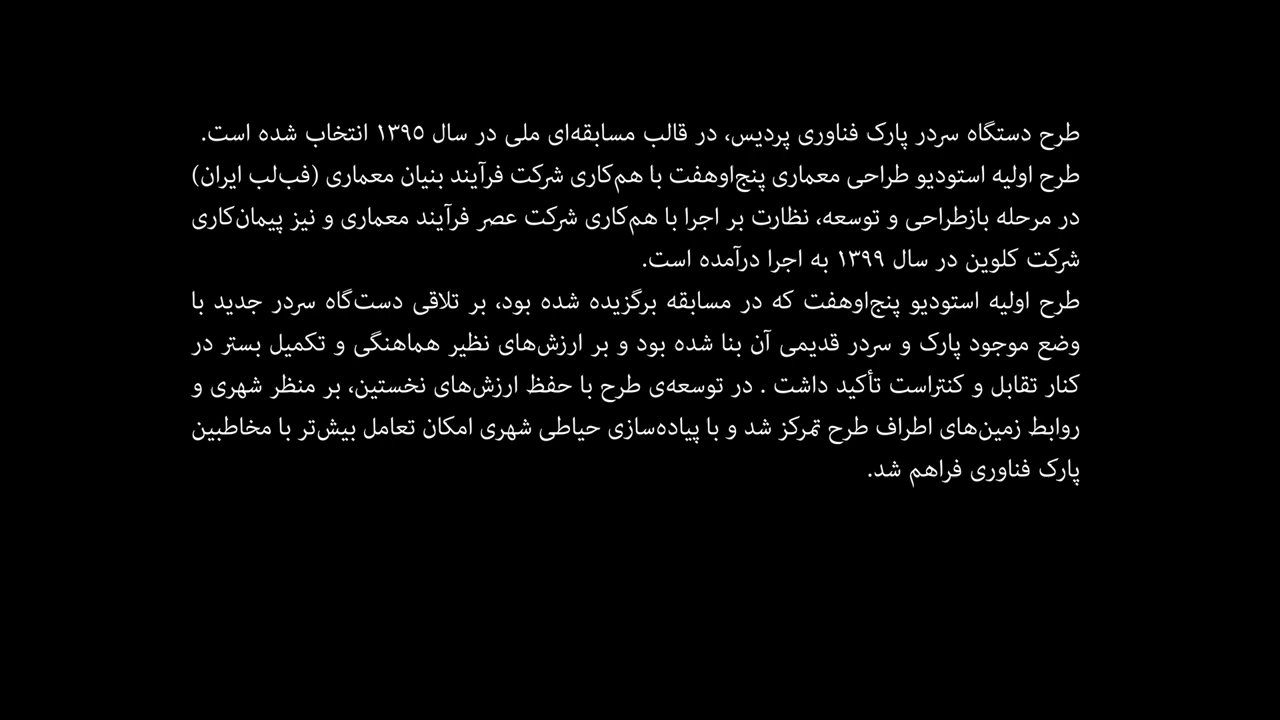 طرح دستگاه سردر پارک فناوری پردیس، در قالب مسابقه‌ای ملی در سال ۱۳۹۵ انتخاب شده است.
طرح اولیه استودیو طراحی معماری پنج‌اوهفت با هم‌کاری شرکت فرآیند بنیان معماری (فب‌لب ایران)
در مرحله بازطراحی و توسعه، نظارت بر اجرا با هم‌کاری شرکت عصر فرآیند معماری و نیز پیمان‌کاری
شرکت کلوین در سال ۱۳۹۹ به اجرا درآمده است.
طرح اولیه استودیو پنج‌اوهفت که در مسابقه برگزیده شده بود، بر تلاقی دست‌گاه سردر جدید با
وضع موجود پارک و سردر قدیمی آن بنا شده بود و بر ارزش‌های نظیر هماهنگی و تکمیل بستر در
کنار تقابل و کنتراست تأکید داشت . در توسعه‌ی طرح با حفظ ارزش‌های نخستین، بر منظر شهری و
روابط زمین‌های اطراف طرح تمرکز شد و با پیاده‌سازی حیاطی شهری امکان تعامل بیش‌تر با مخاطبین
پارک فناوری فراهم شد.